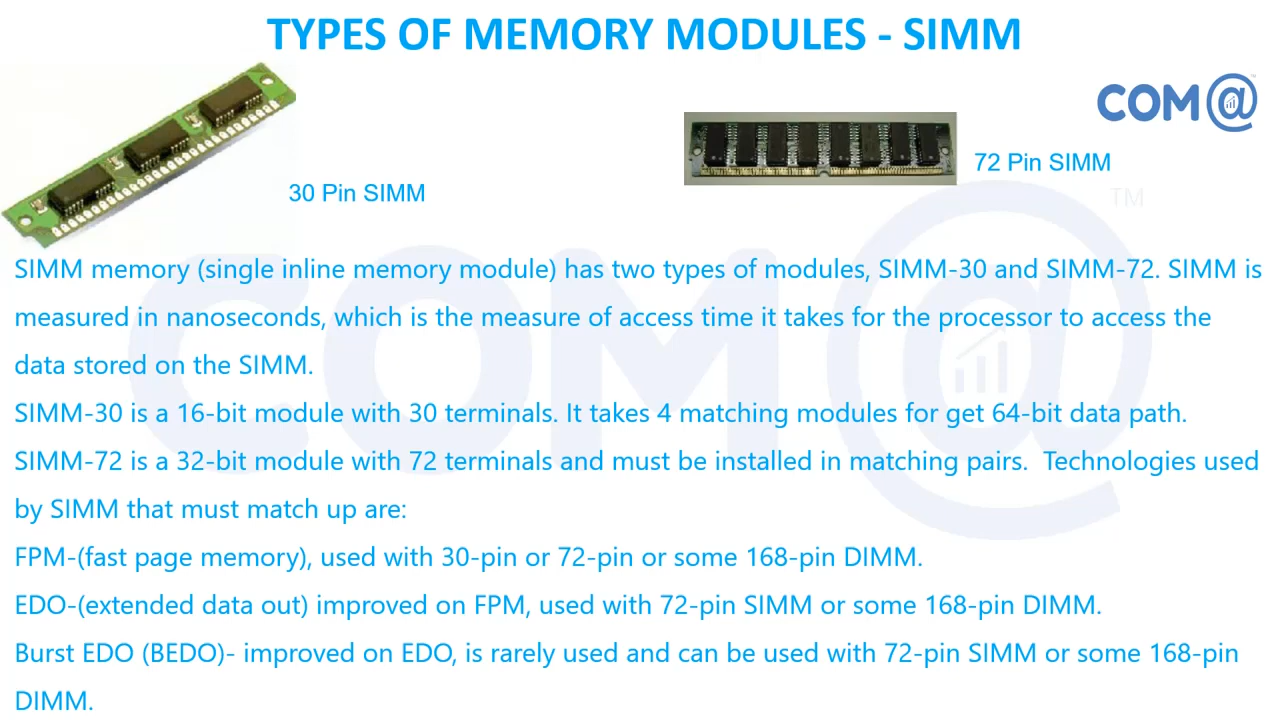 TYPES OF MEMORY MODULES - SIMM
COM@
TM
72 Pin SIMM
30 Pin SIMM
TM
COM@
SIMM memory (single inline memory module) has two types of modules, SIMM-30 and SIMM-72. SIMM is
measured in nanoseconds, which is the measure of access time it takes for the processor to access the
data stored on the SIMM.
SIMM-30 is a 16-bit module with 30 terminals. It takes 4 matching modules for get 64-bit data path.
SIMM-72 is a 32-bit module with 72 terminals and must be installed in matching pairs.  Technologies used
by SIMM that must match up are:
FPM-(fast page memory), used with 30-pin or 72-pin or some 168-pin DIMM.
EDO-(extended data out) improved on FPM, used with 72-pin SIMM or some 168-pin DIMM.
Burst EDO (BEDO)- improved on EDO, is rarely used and can be used with 72-pin SIMM or some 168-pin
DIMM.